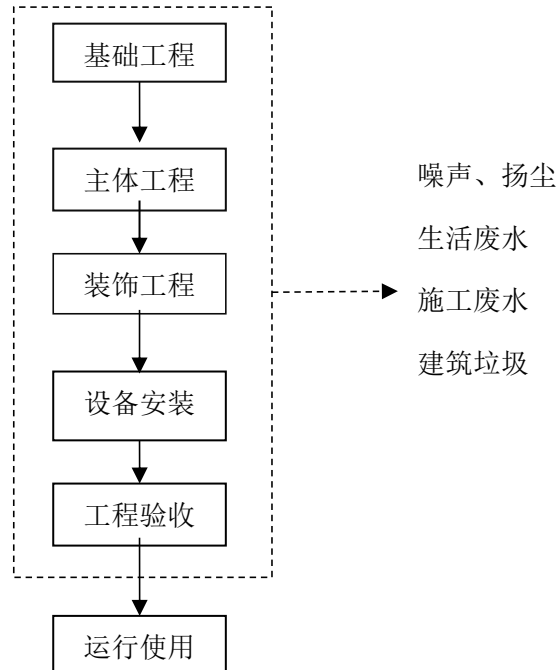 基础工程
主体工程
装饰工程
设备安装
工程验收
运行使用
噪声、扬尘
生活废水
施工废水
建筑垃圾